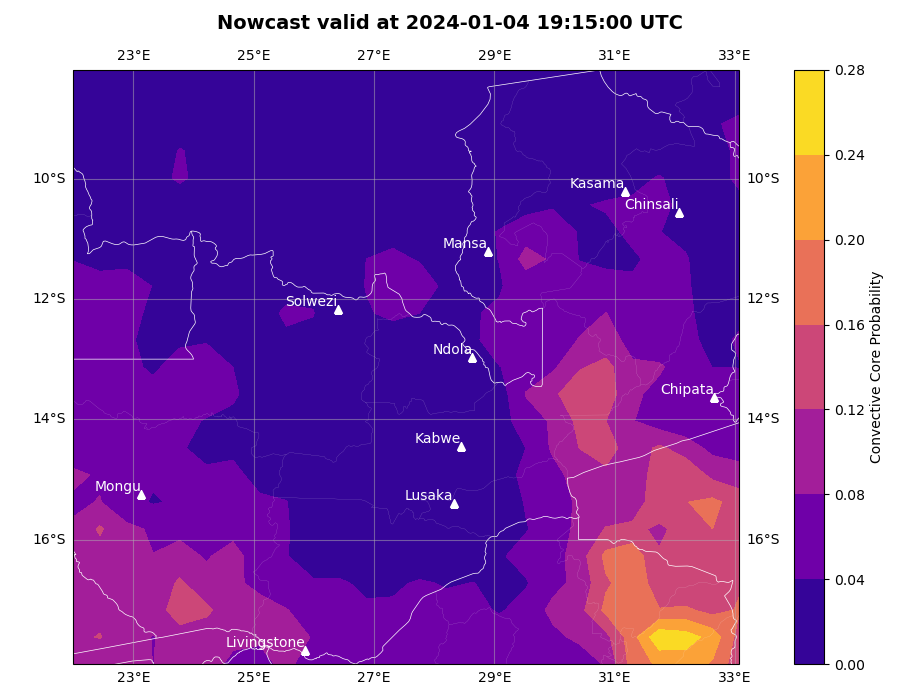 Nowcast valid at 2024-01-04 19:15:00 UTC
23°E 25°E 27°E 29°E 31°E 33°E
0.28
0.24
0.20
0.16
0.12
0.08
0.04
0.00
Convective Core Probability
10°S 10°S
12°S 12°S
14°S 14°S
16°S 16°S
Kasama
Chinsali
Mansa
Solwezi
Ndola
Chipata
Kabwe
Mongu
Lusaka
Livingstone
23°E 25°E 27°E 29°E 31°E 33°E